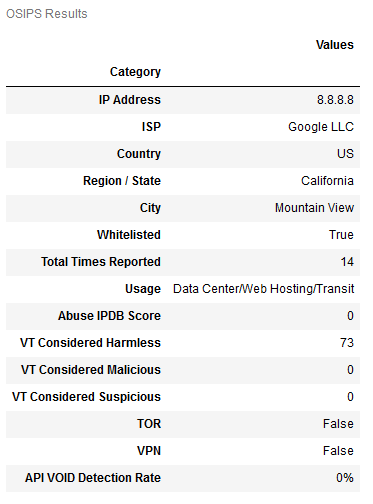 OSIPS Results
Values
Category
IP Address 8.8.8.8
ISP Google LLC
Country US
Region / State California
City Mountain View
Whitelisted True
Total Times Reported 14
Usage Data Center/Web Hosting/Transit
Abuse IPDB Score 0
VT Considered Harmless 73
VT Considered Malicious 0
VT Considered Suspicious 0
TOR False
VPN False
API VOID Detection Rate 0%